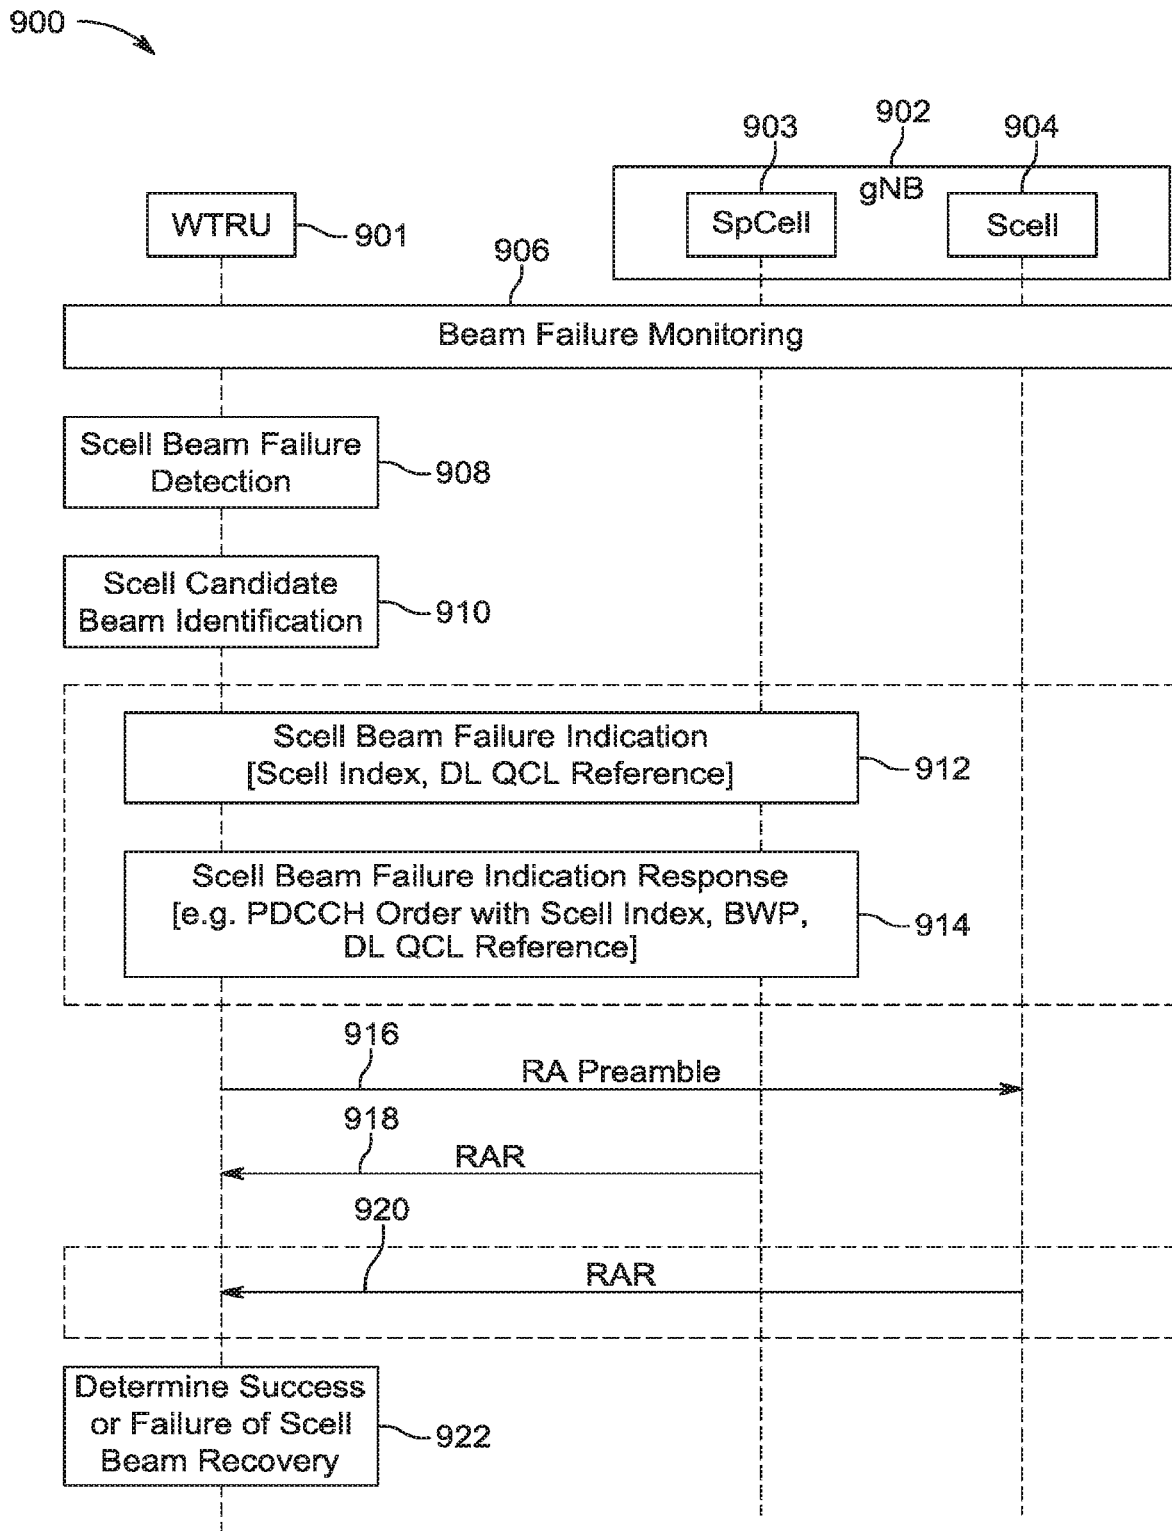 900
902
903
904
gNB
WTRU
901
SpCell
Scell
906
Beam Failure Monitoring
Scell Beam Failure
Detection
908
Scell Candidate
Beam Identification
910
Scell Beam Failure Indication
[Scell Index, DL QCL Reference]
912
Scell Beam Failure Indication Response
[e.g. PDCCH Order with Scell Index, BWP,
DL QCL Reference]
914
916
RA Preamble
918
RAR
920
RAR
Determine Success
or Failure of Scell
Beam Recovery
922